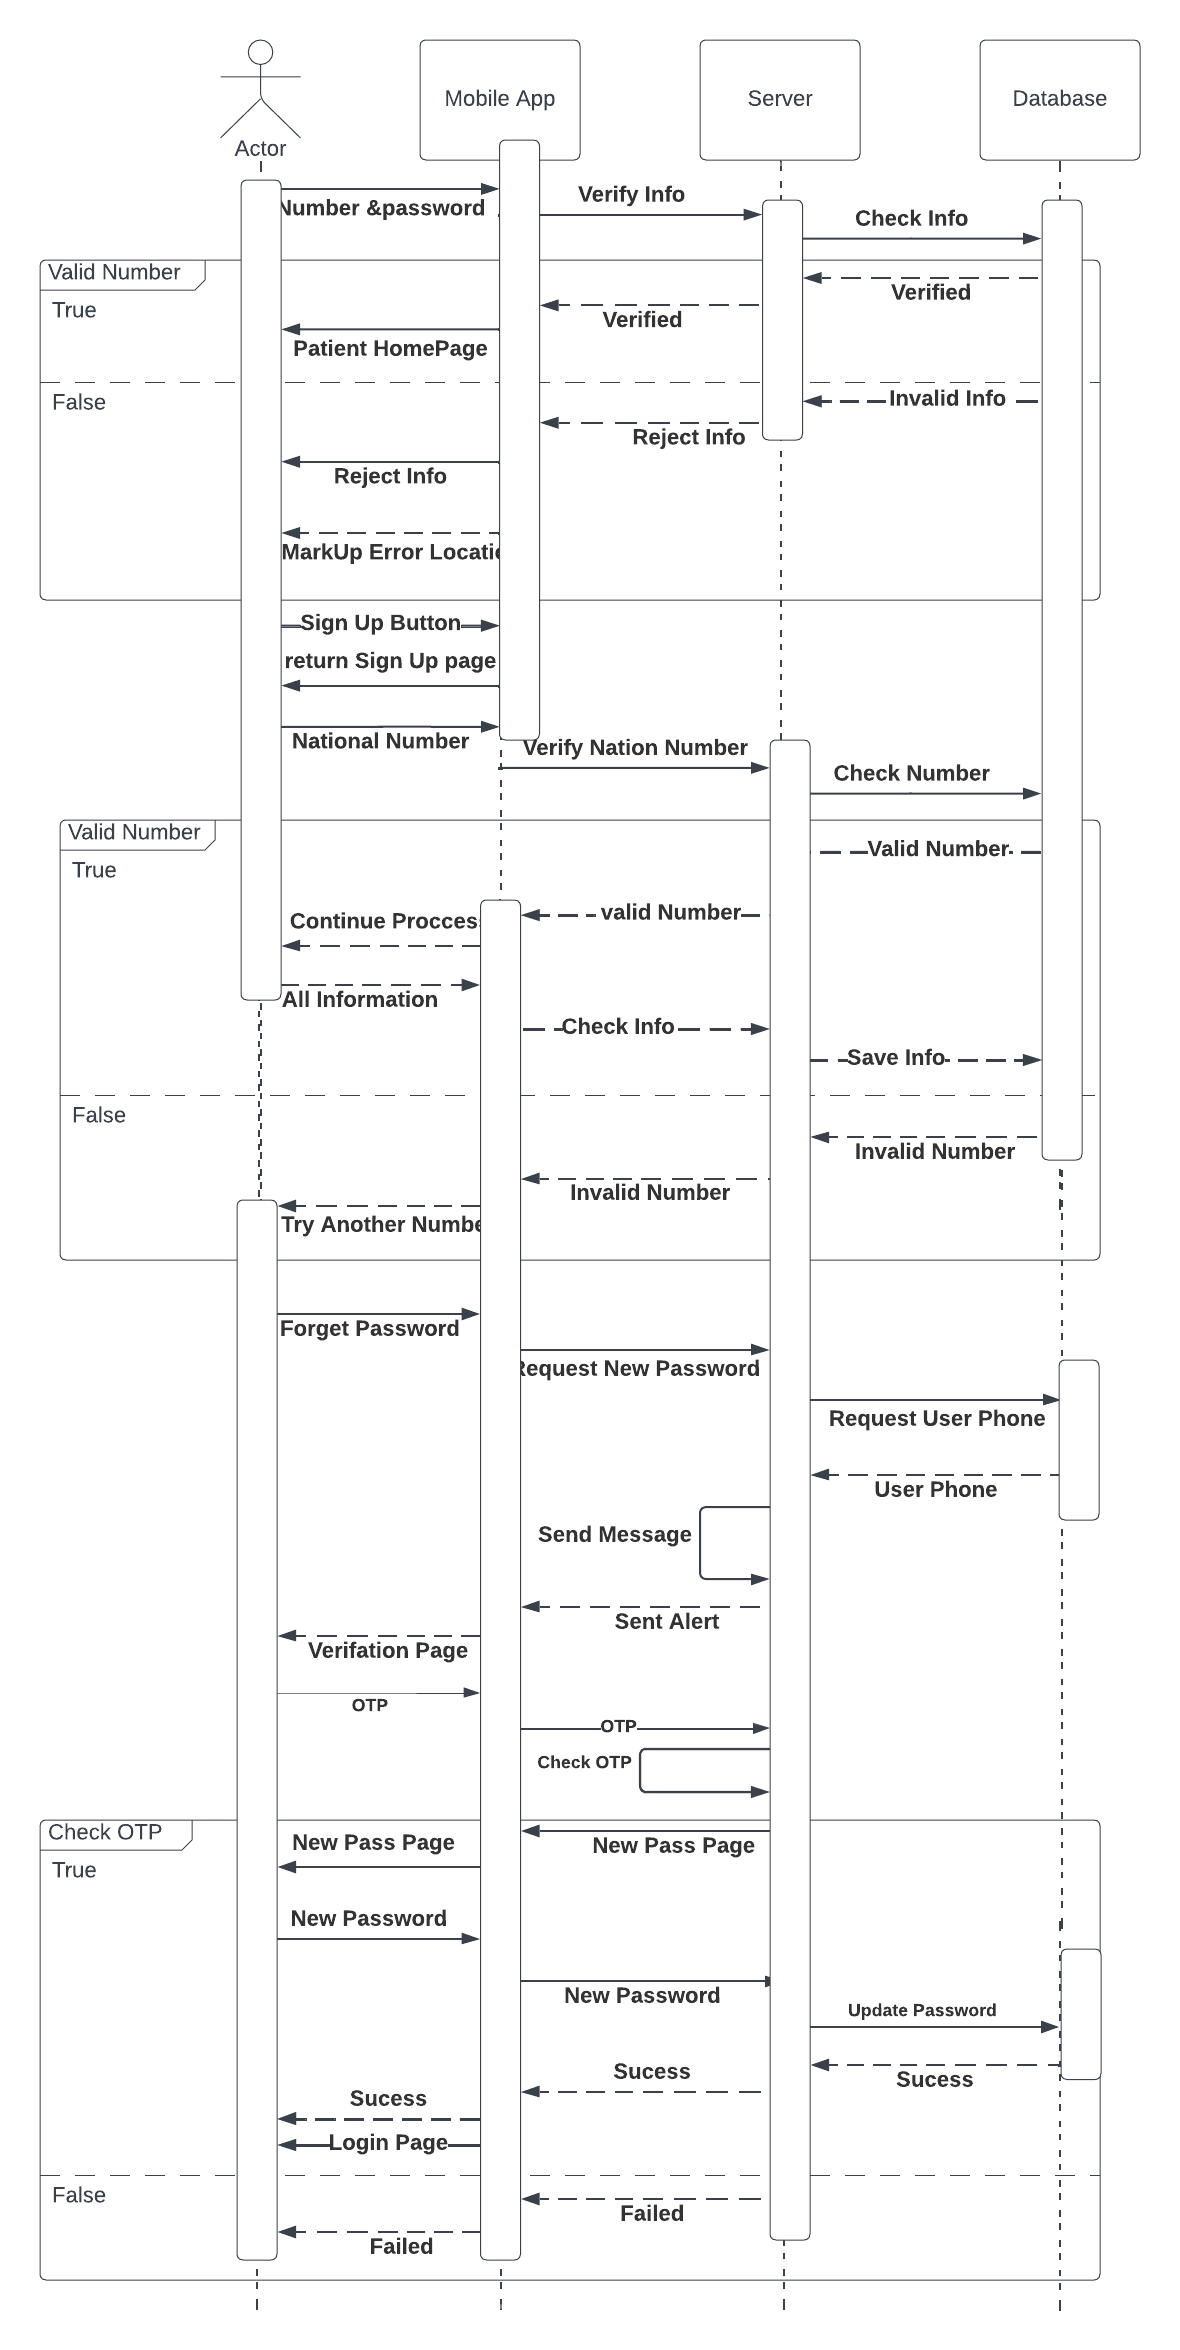 Actor
Mobile App
Server
Database
Number &password
Verify Info
Check Info
Valid Number
True
Verified
Verified
Patient HomePage
False
Invalid Info
Reject Info
Reject Info
MarkUp Error Locatio
Sign Up Button
return Sign Up page
National Number
Verify Nation Number
Check Number
Valid Number
True
Valid Number
valid Number
Continue Proccess
All Information
Check Info
Save Info
False
Invalid Number
Invalid Number
Try Another Numbe
Forget Password
Request New Password
Request User Phone
User Phone
Send Message
Sent Alert
Verifation Page
OTP
OTP
Check OTP
Check OTP
True
New Pass Page
New Pass Page
New Password
New Password
Update Password
Sucess
Sucess
Sucess
Login Page
False
Failed
Failed